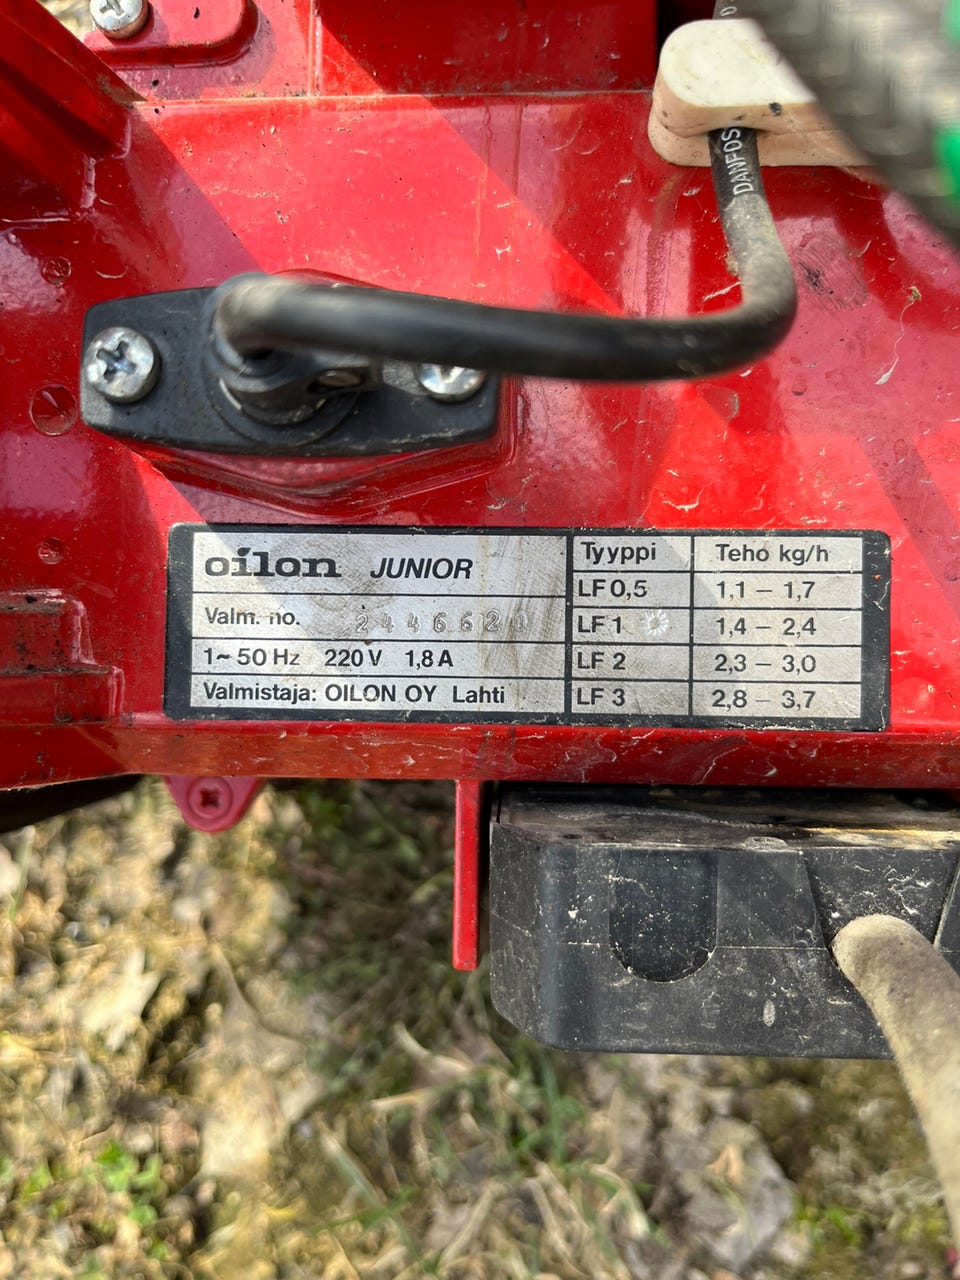 DANFOS
oilon JUNIOR
Valm. no. 2446620
1~ 50 Hz 220 V 1,8 A
Valmistaja: OILON OY Lahti
Tyyppi Teho kg/h
LF 0,5 1,1 – 1,7
LF 1 1,4 – 2,4
LF 2 2,3 – 3,0
LF 3 2,8 – 3,7